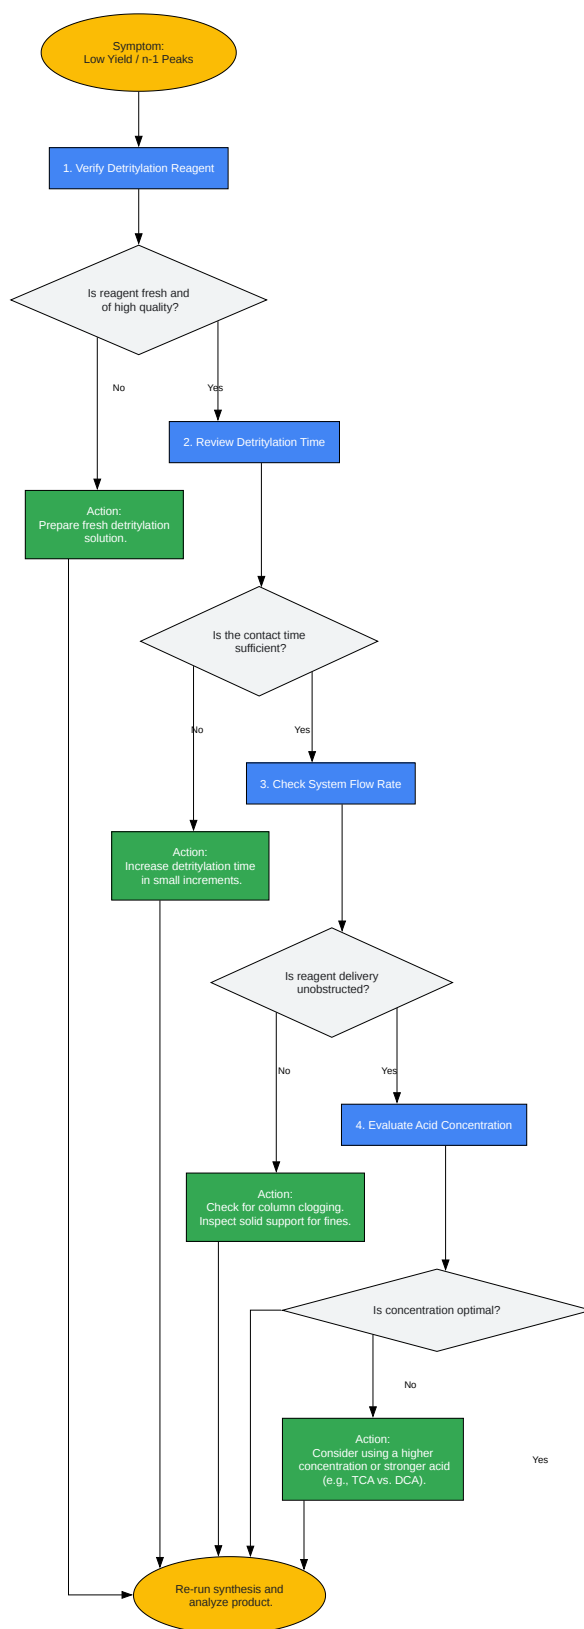 Symptom:
Low Yield / n-1 Peaks
1. Verify Detritylation Reagent
Is reagent fresh and
of high quality?
No
Yes
2. Review Detritylation Time
Action:
Prepare fresh detritylation
solution.
Is the contact time
sufficient?
No
Yes
3. Check System Flow Rate
Action:
Increase detritylation time
in small increments.
Is reagent delivery
unobstructed?
No
Yes
4. Evaluate Acid Concentration
Action:
Check for column clogging.
Inspect solid support for fines.
Is concentration optimal?
No
Action:
Consider using a higher
concentration or stronger acid
(e.g., TCA vs. DCA).
Yes
Re-run synthesis and
analyze product.